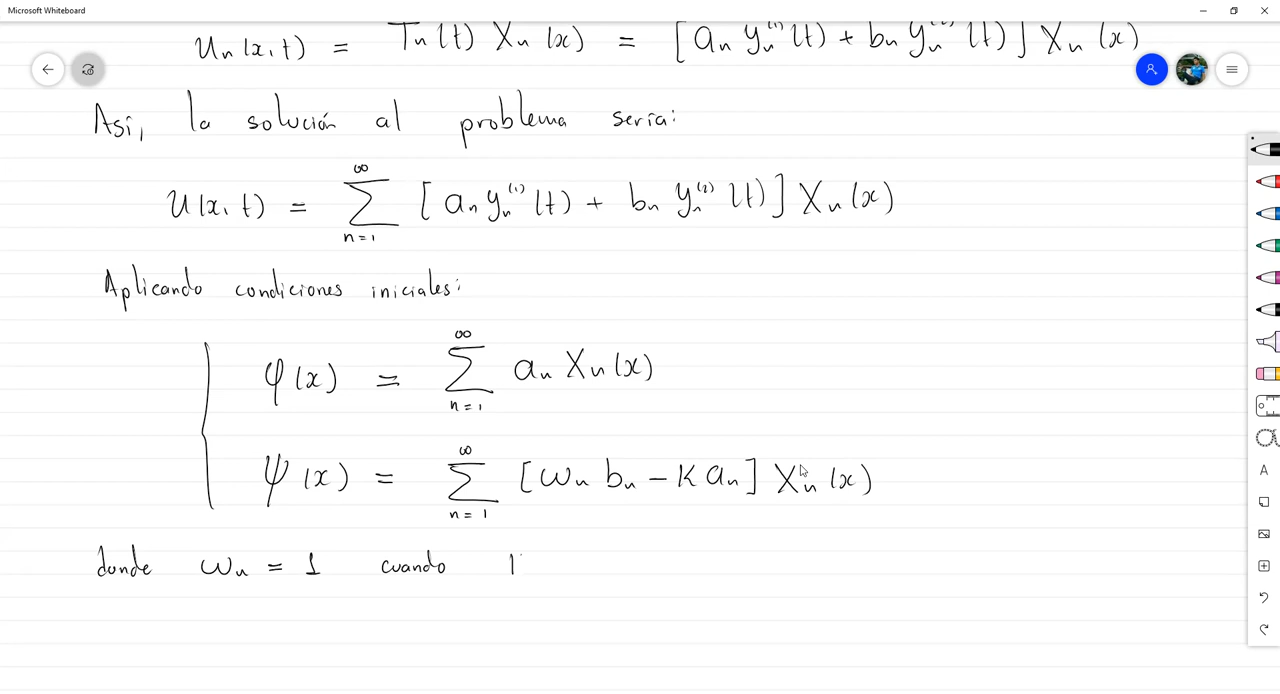 Microsoft Whiteboard
Un(x,t) = Tn(t) Xn(x) = [an yn⁽¹⁾(t) + bn yn⁽²⁾(t)] Xn(x)
Así, la solución al problema sería:
∞
U(x,t) = ∑ [an yn⁽¹⁾(t) + bn yn⁽²⁾(t)] Xn(x)
n=1
Aplicando condiciones iniciales:
∞
φ(x) = ∑ an Xn(x)
n=1
∞
ψ(x) = ∑ [ωn bn − K an] Xn(x)
n=1
donde ωn = 1 cuando